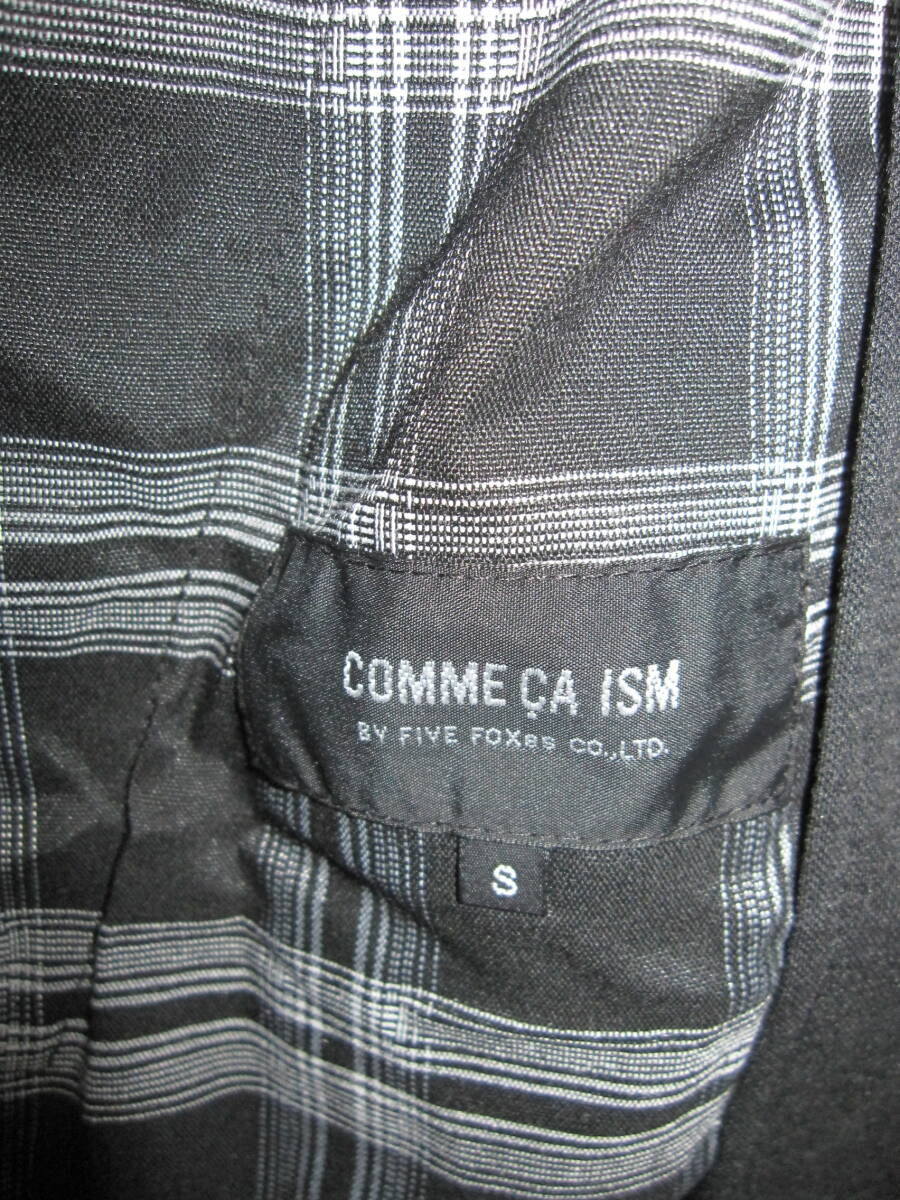 COMME ÇA ISM
BY FIVE FOXes CO.,LTD.
S